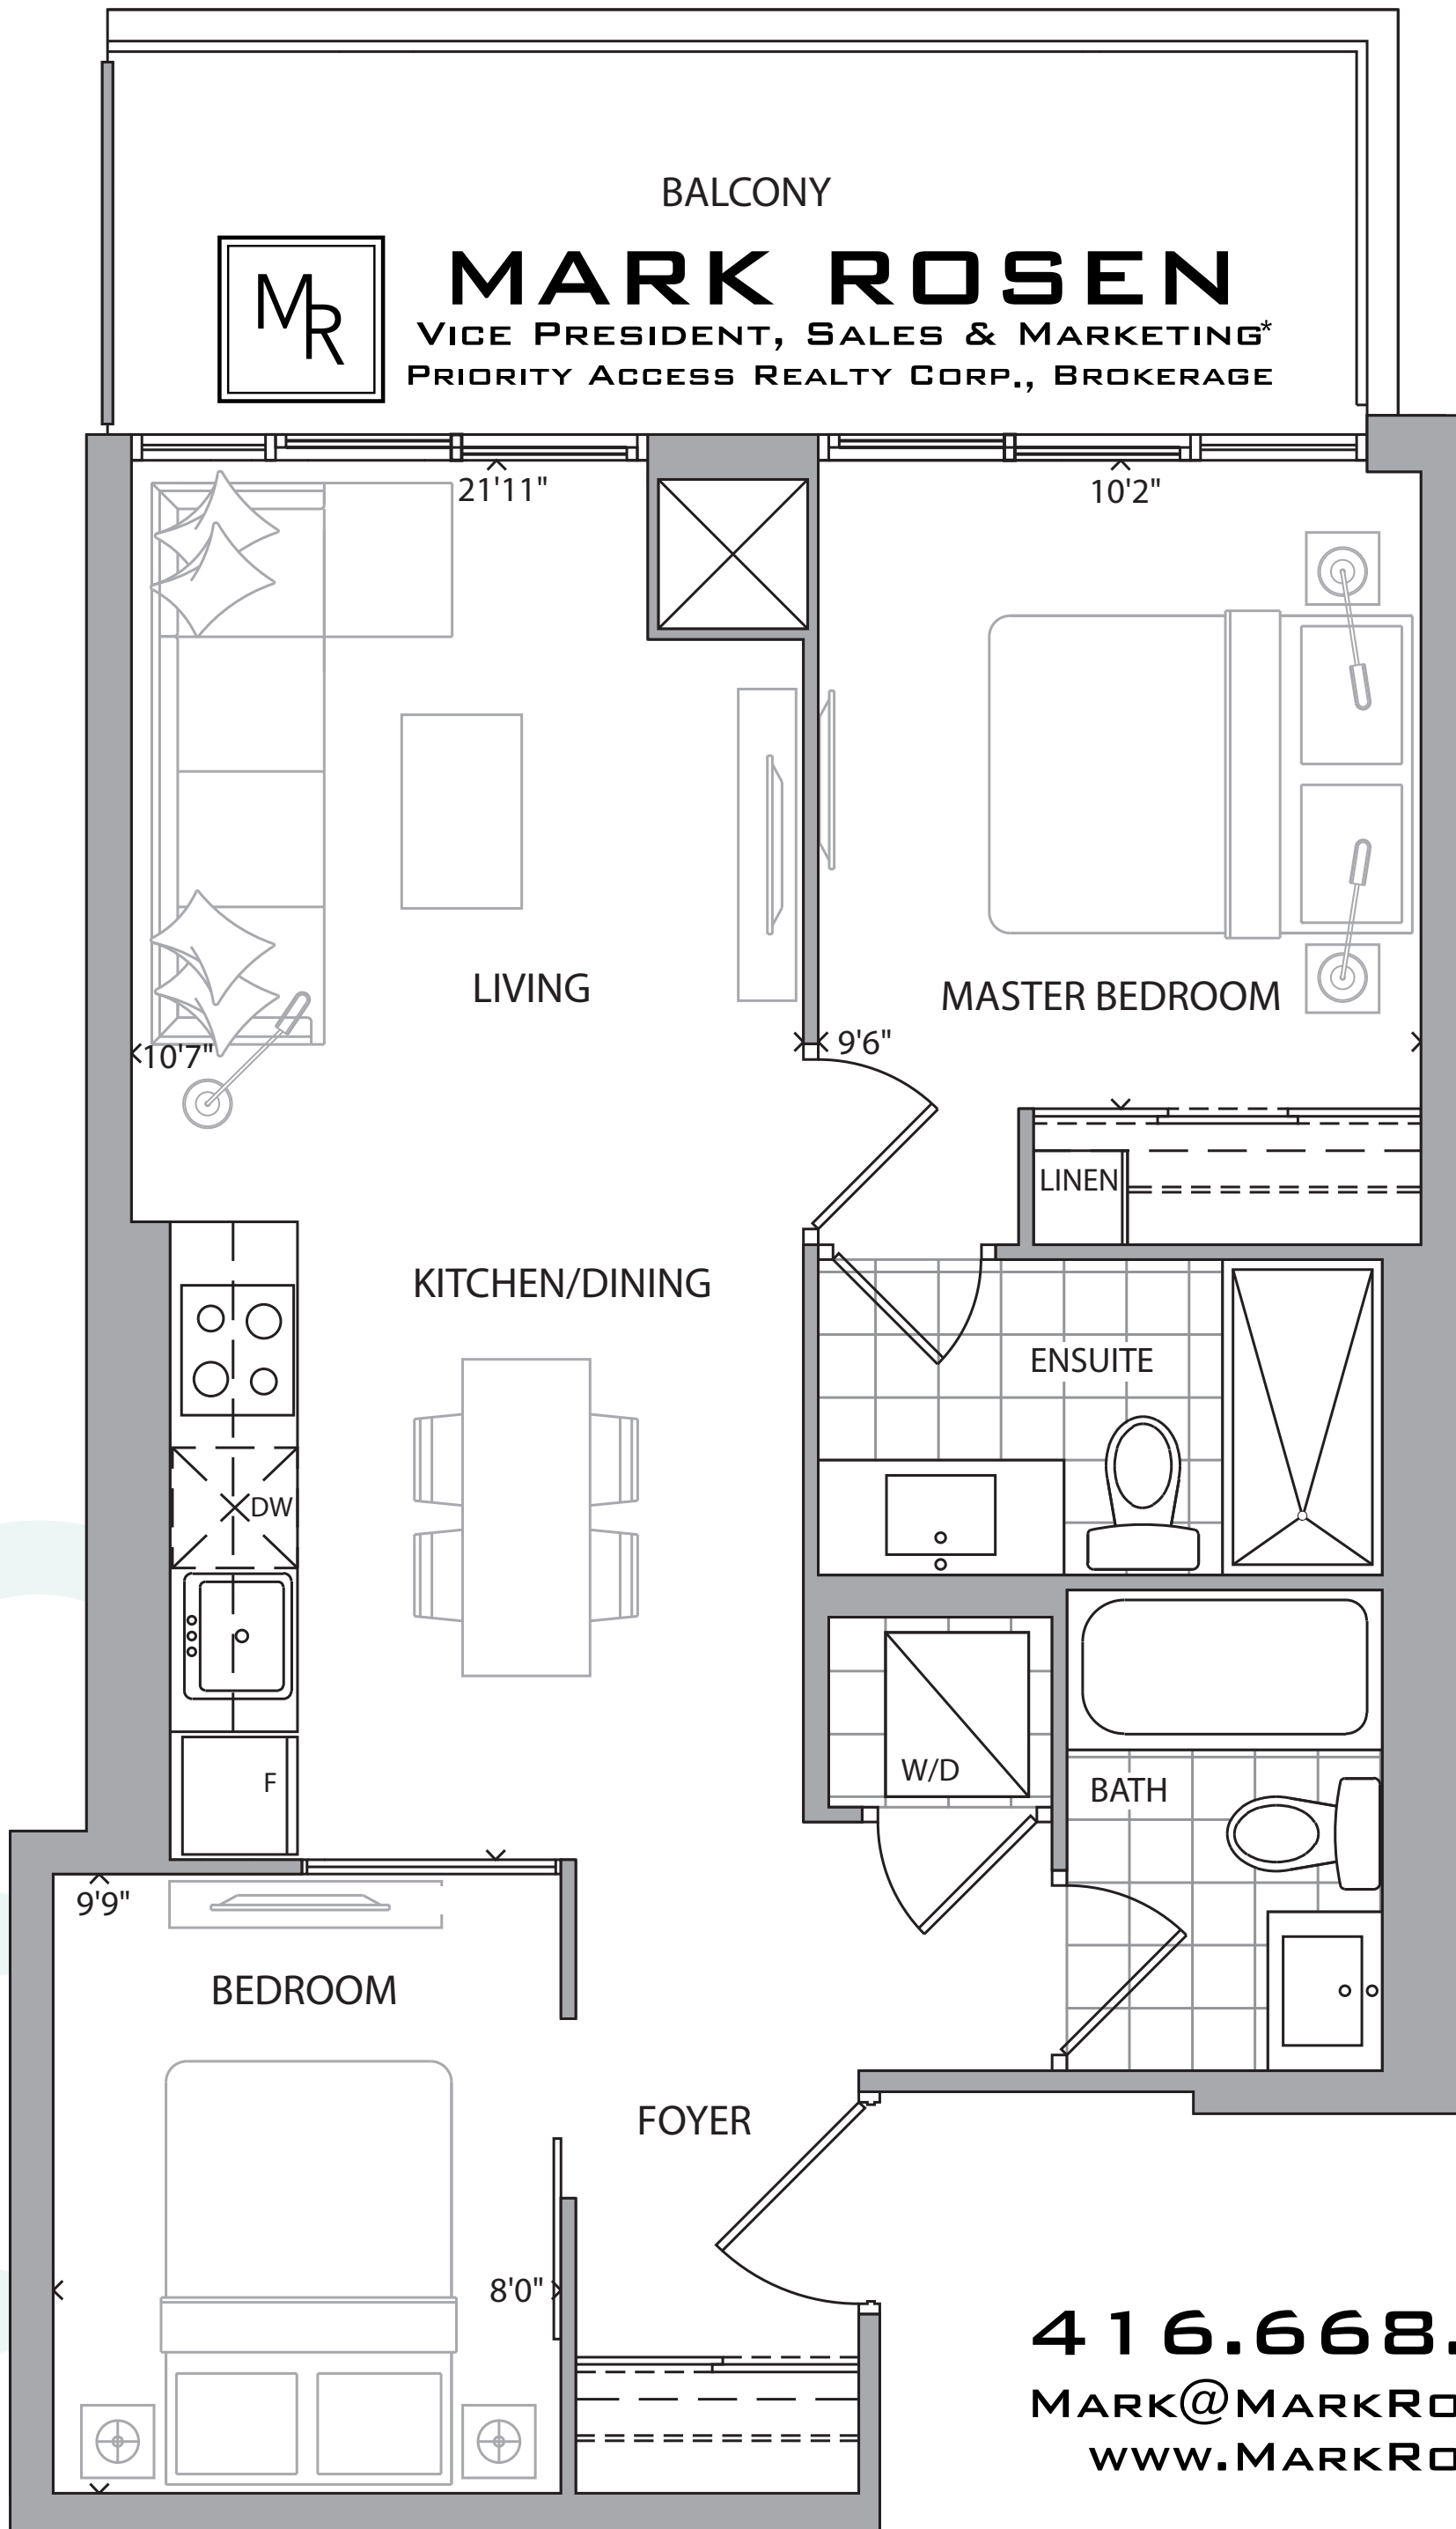 BALCONY
MR
MARK ROSEN
VICE PRESIDENT, SALES & MARKETING*
PRIORITY ACCESS REALTY CORP., BROKERAGE
21'11"
10'2"
LIVING
MASTER BEDROOM
10'7"
9'6"
LINEN
KITCHEN/DINING
ENSUITE
DW
W/D
F
BATH
9'9"
BEDROOM
FOYER
8'0"
416.668.
MARK@MARKRO
WWW.MARKRO